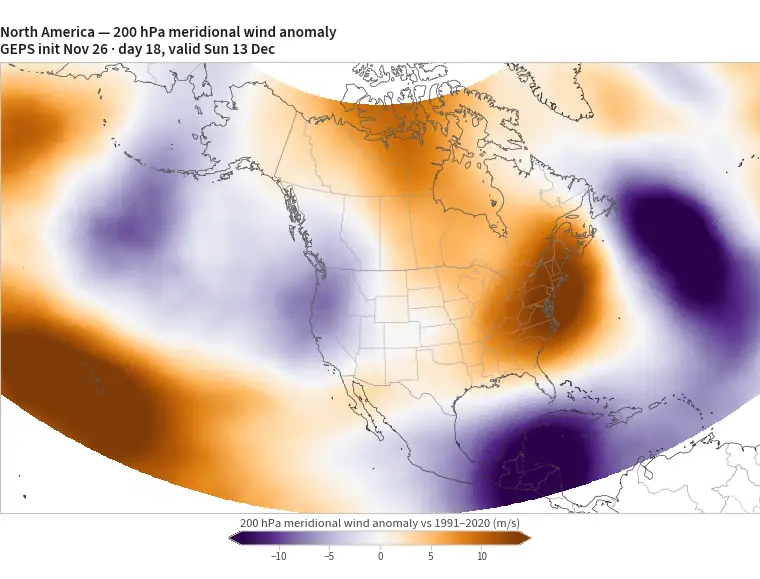 North America — 200 hPa meridional wind anomaly
GEPS init Nov 26 · day 18, valid Sun 13 Dec
200 hPa meridional wind anomaly vs 1991–2020 (m/s)
−10 −5 0 5 10